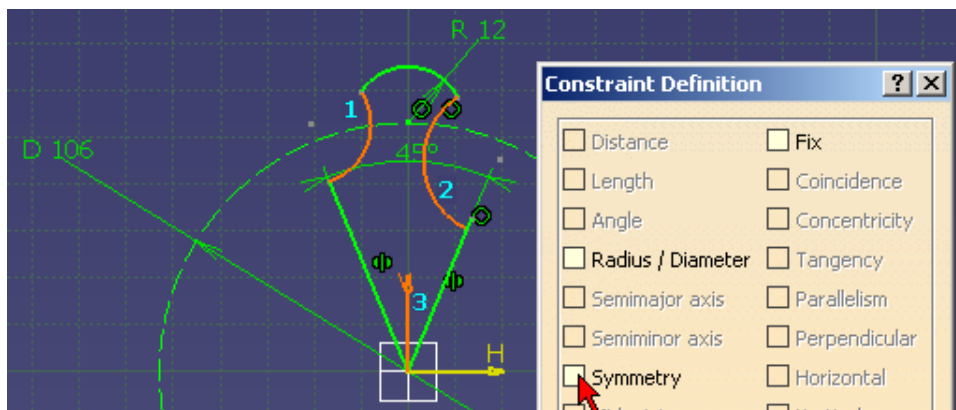 R 12
D 106
45°
1
2
3
V
H
Constraint Definition
Distance
Fix
Length
Coincidence
Angle
Concentricity
Radius / Diameter
Tangency
Semimajor axis
Parallelism
Semiminor axis
Perpendicular
Symmetry
Horizontal